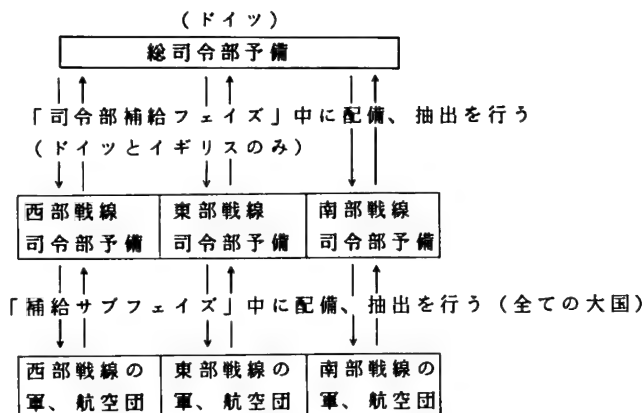 (ドイツ)
総司令部予備
「司令部補給フェイズ」中に配備、抽出を行う
(ドイツとイギリスのみ)
西部戦線
司令部予備
東部戦線
司令部予備
南部戦線
司令部予備
「補給サブフェイズ」中に配備、抽出を行う(全ての大国)
西部戦線の
軍、航空団
東部戦線の
軍、航空団
南部戦線の
軍、航空団